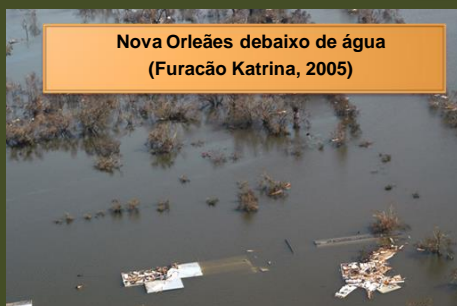 Nova Orleães debaixo de água
(Furacão Katrina, 2005)